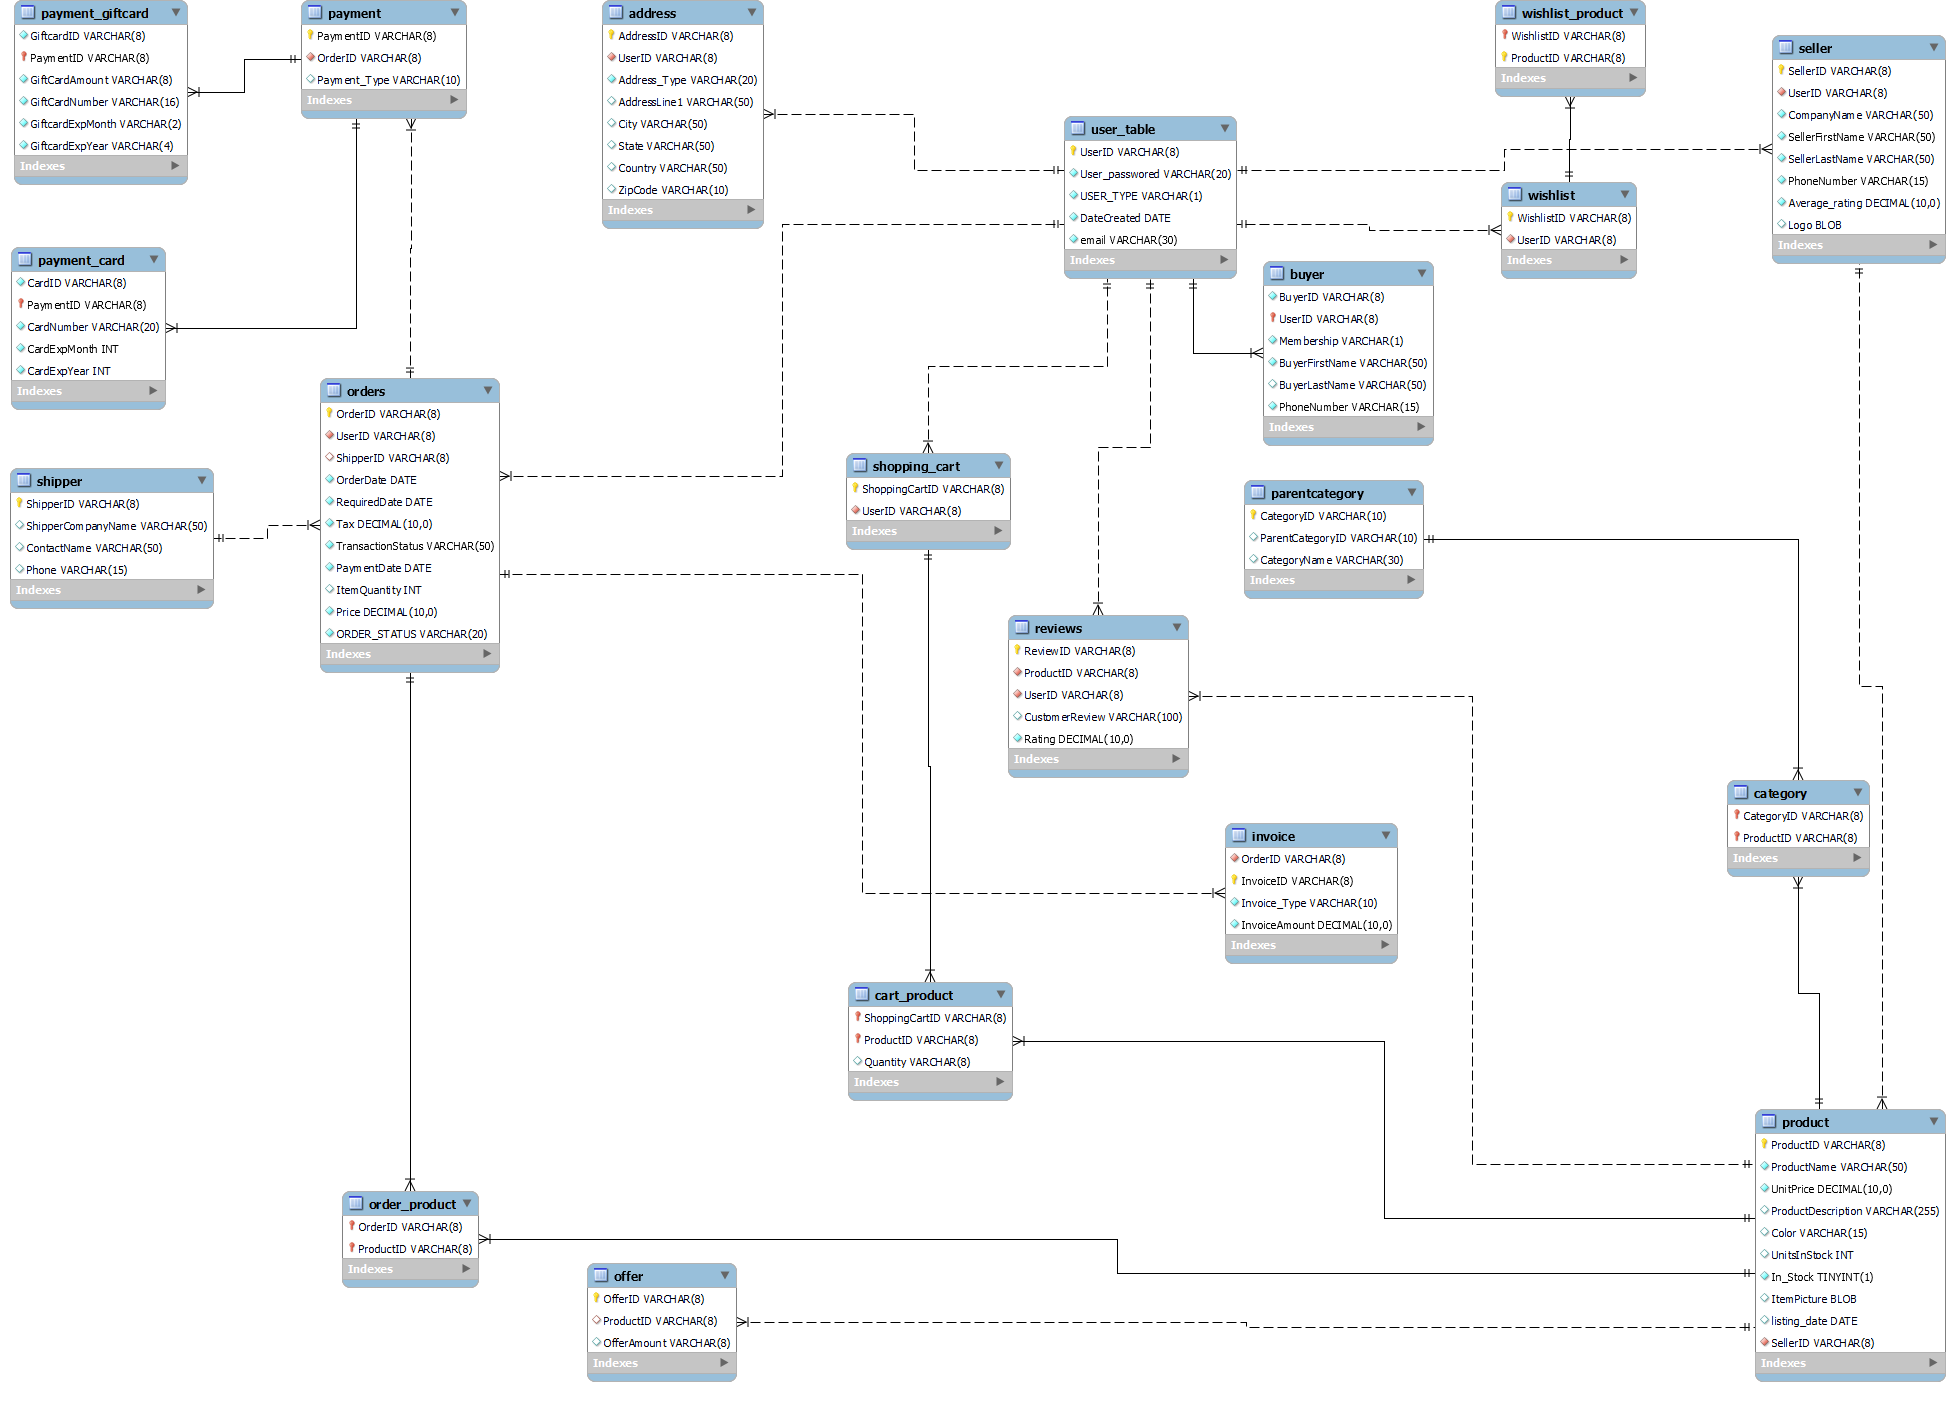 payment_giftcard
GiftcardID VARCHAR(8)
PaymentID VARCHAR(8)
GiftCardAmount VARCHAR(8)
GiftCardNumber VARCHAR(16)
GiftcardExpMonth VARCHAR(2)
GiftcardExpYear VARCHAR(4)
Indexes
payment
PaymentID VARCHAR(8)
OrderID VARCHAR(8)
Payment_Type VARCHAR(10)
Indexes
address
AddressID VARCHAR(8)
UserID VARCHAR(8)
Address_Type VARCHAR(20)
AddressLine1 VARCHAR(50)
City VARCHAR(50)
State VARCHAR(50)
Country VARCHAR(50)
ZipCode VARCHAR(10)
Indexes
wishlist_product
WishlistID VARCHAR(8)
ProductID VARCHAR(8)
Indexes
seller
SellerID VARCHAR(8)
UserID VARCHAR(8)
CompanyName VARCHAR(50)
SellerFirstName VARCHAR(50)
SellerLastName VARCHAR(50)
PhoneNumber VARCHAR(15)
Average_rating DECIMAL(10,0)
Logo BLOB
Indexes
user_table
UserID VARCHAR(8)
User_passwored VARCHAR(20)
USER_TYPE VARCHAR(1)
DateCreated DATE
email VARCHAR(30)
Indexes
wishlist
WishlistID VARCHAR(8)
UserID VARCHAR(8)
Indexes
payment_card
CardID VARCHAR(8)
PaymentID VARCHAR(8)
CardNumber VARCHAR(20)
CardExpMonth INT
CardExpYear INT
Indexes
buyer
BuyerID VARCHAR(8)
UserID VARCHAR(8)
Membership VARCHAR(1)
BuyerFirstName VARCHAR(50)
BuyerLastName VARCHAR(50)
PhoneNumber VARCHAR(15)
Indexes
orders
OrderID VARCHAR(8)
UserID VARCHAR(8)
ShipperID VARCHAR(8)
OrderDate DATE
RequiredDate DATE
Tax DECIMAL(10,0)
TransactionStatus VARCHAR(50)
PaymentDate DATE
ItemQuantity INT
Price DECIMAL(10,0)
ORDER_STATUS VARCHAR(20)
Indexes
shipper
ShipperID VARCHAR(8)
ShipperCompanyName VARCHAR(50)
ContactName VARCHAR(50)
Phone VARCHAR(15)
Indexes
shopping_cart
ShoppingCartID VARCHAR(8)
UserID VARCHAR(8)
Indexes
parentcategory
CategoryID VARCHAR(10)
ParentCategoryID VARCHAR(10)
CategoryName VARCHAR(30)
Indexes
reviews
ReviewID VARCHAR(8)
ProductID VARCHAR(8)
UserID VARCHAR(8)
CustomerReview VARCHAR(100)
Rating DECIMAL(10,0)
Indexes
category
CategoryID VARCHAR(8)
ProductID VARCHAR(8)
Indexes
invoice
OrderID VARCHAR(8)
InvoiceID VARCHAR(8)
Invoice_Type VARCHAR(10)
InvoiceAmount DECIMAL(10,0)
Indexes
cart_product
ShoppingCartID VARCHAR(8)
ProductID VARCHAR(8)
Quantity VARCHAR(8)
Indexes
product
ProductID VARCHAR(8)
ProductName VARCHAR(50)
UnitPrice DECIMAL(10,0)
ProductDescription VARCHAR(255)
Color VARCHAR(15)
UnitsInStock INT
In_Stock TINYINT(1)
ItemPicture BLOB
listing_date DATE
SellerID VARCHAR(8)
Indexes
order_product
OrderID VARCHAR(8)
ProductID VARCHAR(8)
Indexes
offer
OfferID VARCHAR(8)
ProductID VARCHAR(8)
OfferAmount VARCHAR(8)
Indexes